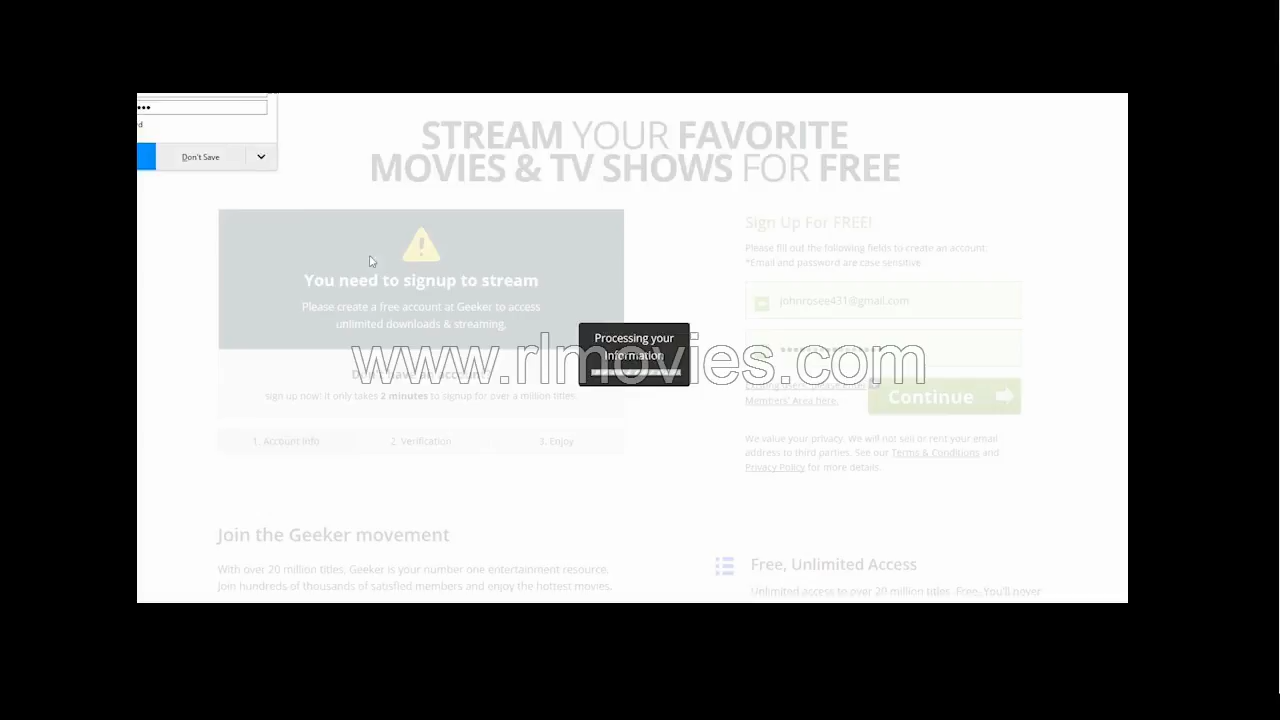 •••
rd
Don't Save
STREAM YOUR FAVORITE
MOVIES & TV SHOWS FOR FREE
You need to signup to stream
Please create a free account at Geeker to access
unlimited downloads & streaming.
sign up now! It only takes 2 minutes to signup for over a million titles.
1. Account Info
2. Verification
3. Enjoy
Sign Up For FREE!
Please fill out the following fields to create an account.
*Email and password are case sensitive
johnrosee431@gmail.com
Processing your
Information
www.rlmovies.com
Members' Area here.
Continue
We value your privacy. We will not sell or rent your email
address to third parties. See our Terms & Conditions and
Privacy Policy for more details.
Join the Geeker movement
With over 20 million titles, Geeker is your number one entertainment resource.
Join hundreds of thousands of satisfied members and enjoy the hottest movies.
Free, Unlimited Access
Unlimited access to over 20 million titles. Free. You'll never